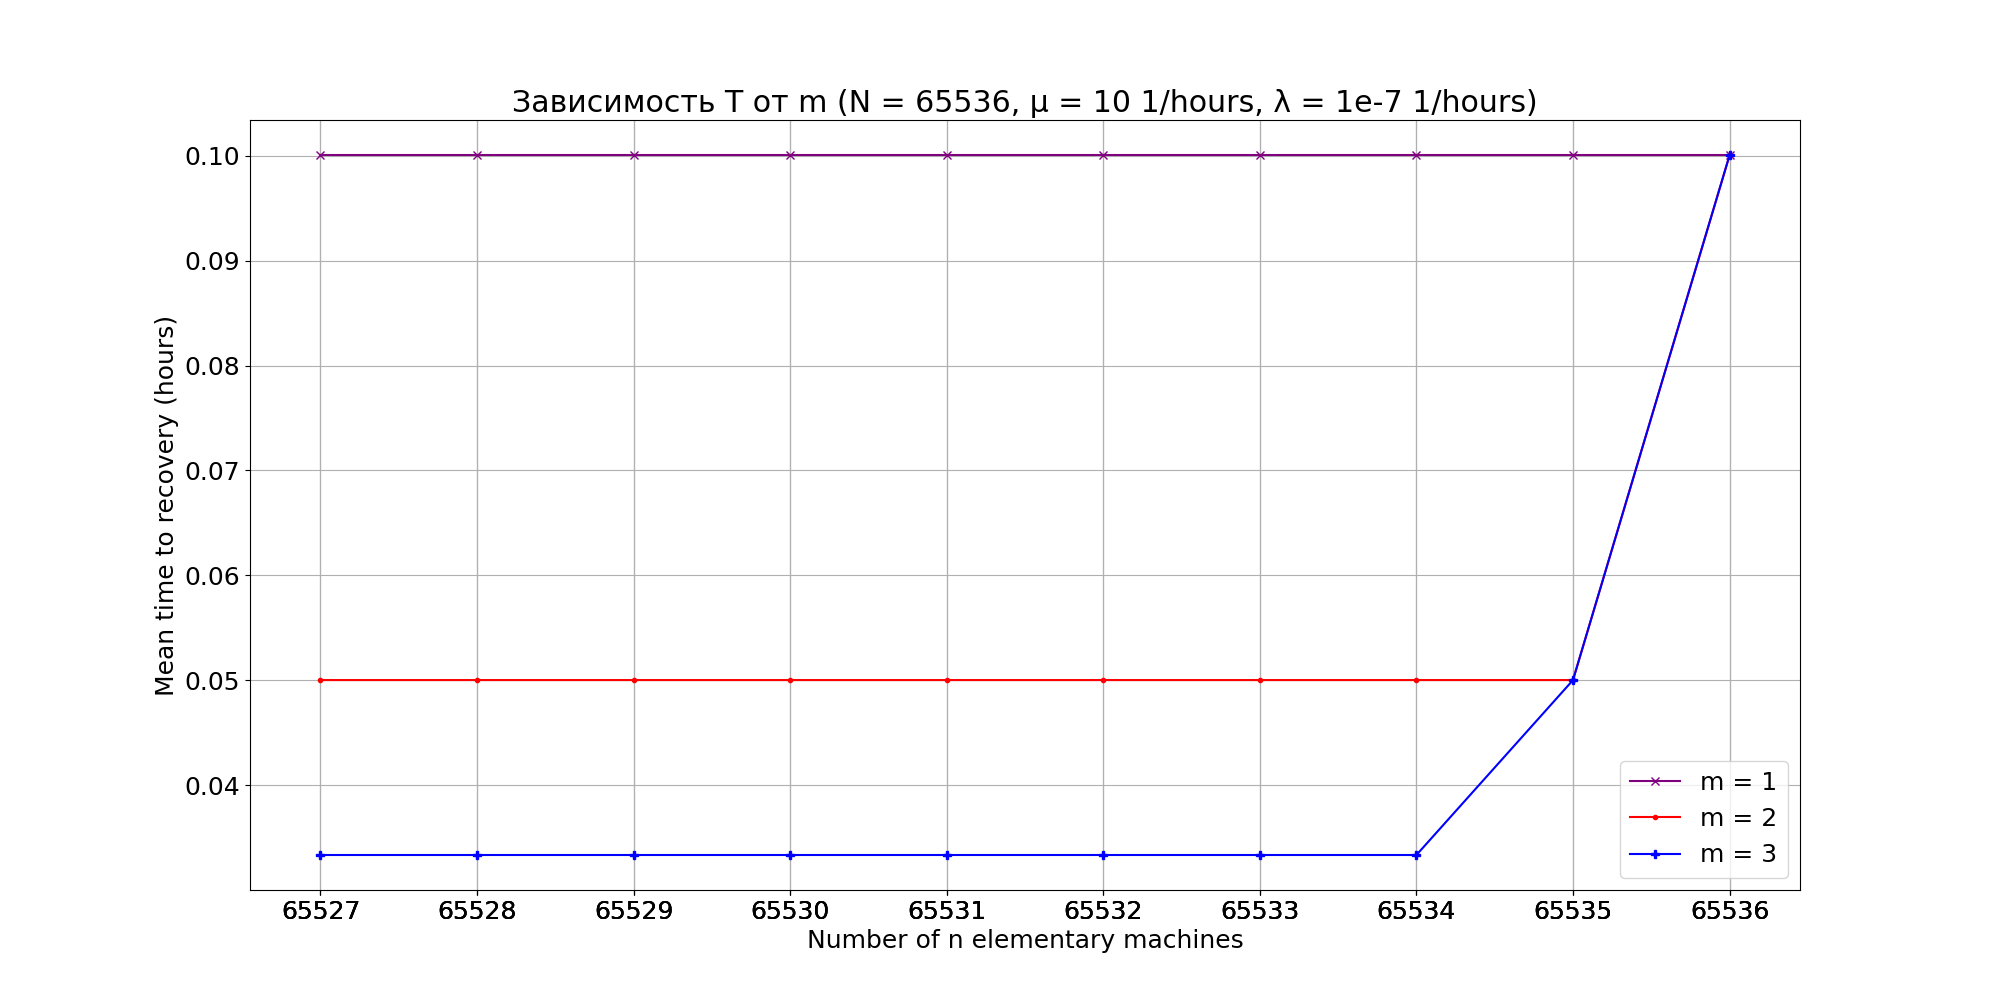 Зависимость T от m (N = 65536, μ = 10 1/hours, λ = 1e-7 1/hours)
Mean time to recovery (hours)
0.10
0.09
0.08
0.07
0.06
0.05
0.04
m = 1
m = 2
m = 3
65527 65528 65529 65530 65531 65532 65533 65534 65535 65536
Number of n elementary machines